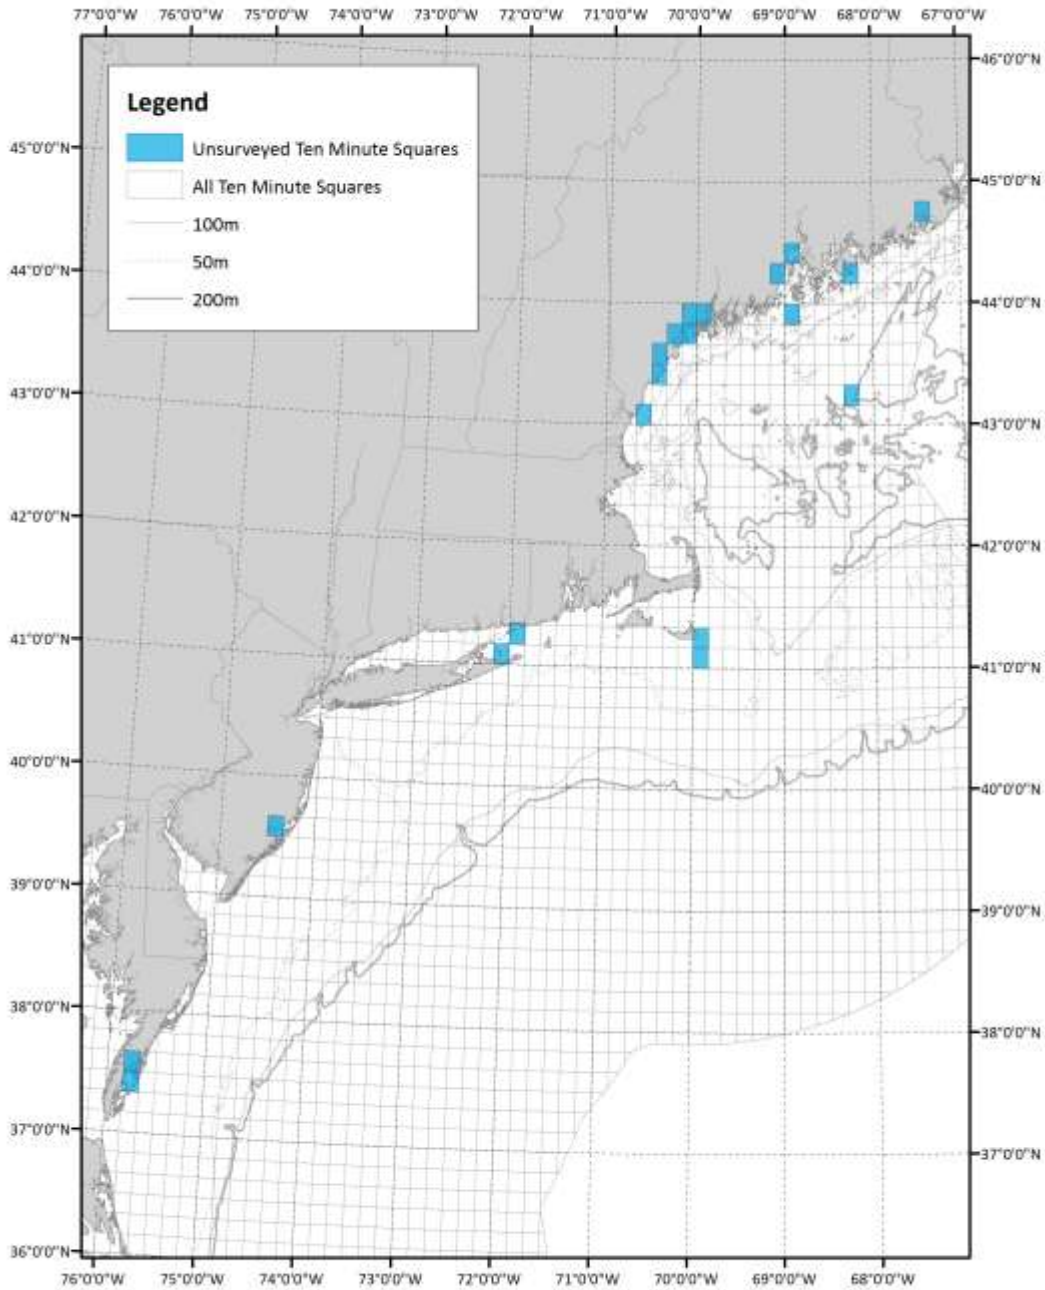 77°0'0"W 76°0'0"W 75°0'0"W 74°0'0"W 73°0'0"W 72°0'0"W 71°0'0"W 70°0'0"W 69°0'0"W 68°0'0"W 67°0'0"W
46°0'0"N
Legend
Unsurveyed Ten Minute Squares
45°0'0"N
All Ten Minute Squares
45°0'0"N
100m
50m
44°0'0"N
200m
44°0'0"N
43°0'0"N
43°0'0"N
42°0'0"N
42°0'0"N
41°0'0"N
41°0'0"N
40°0'0"N
40°0'0"N
39°0'0"N
39°0'0"N
38°0'0"N
38°0'0"N
37°0'0"N
37°0'0"N
36°0'0"N
76°0'0"W 75°0'0"W 74°0'0"W 73°0'0"W 72°0'0"W 71°0'0"W 70°0'0"W 69°0'0"W 68°0'0"W